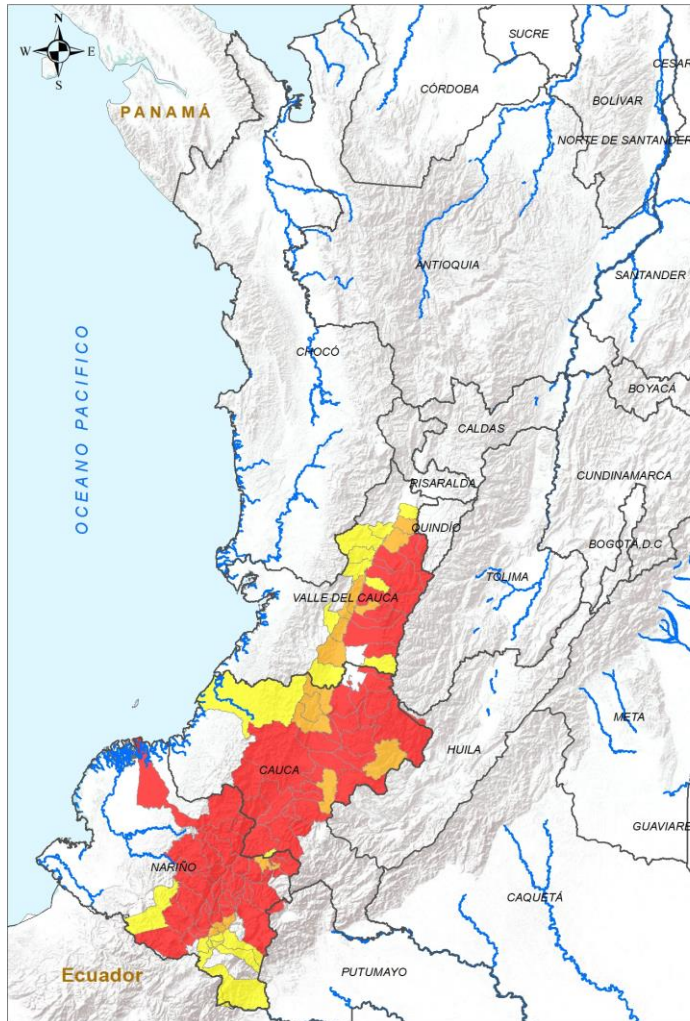 N
W E
S
SUCRE
CESAR
CÓRDOBA
BOLÍVAR
PANAMÁ
NORTE DE SANTANDER
ANTIOQUIA
SANTANDER
OCEANO PACIFICO
CHOCÓ
BOYACÁ
CALDAS
RISARALDA
CUNDINAMARCA
QUINDÍO
BOGOTÁ,D.C
TOLIMA
VALLE DEL CAUCA
META
HUILA
CAUCA
GUAVIARE
NARIÑO
CAQUETÁ
Ecuador
PUTUMAYO